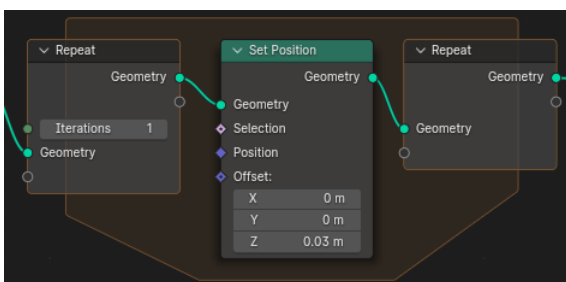 Repeat
Geometry
Iterations 1
Geometry
Set Position
Geometry
Geometry
Selection
Position
Offset:
X 0 m
Y 0 m
Z 0.03 m
Repeat
Geometry
Geometry